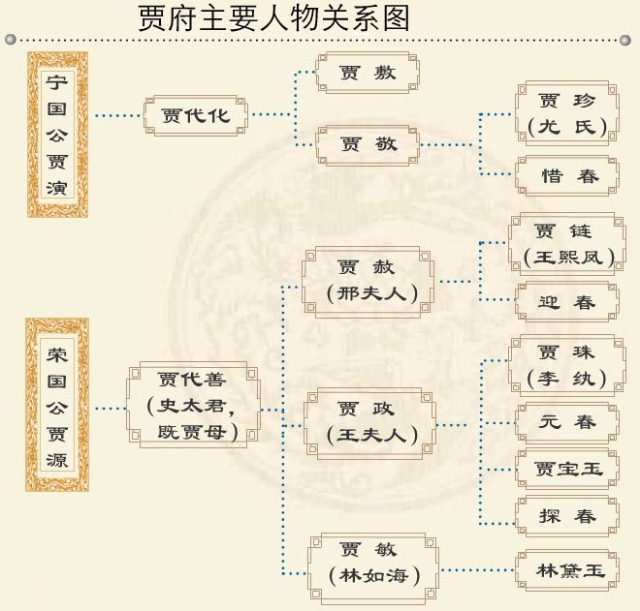 贾府主要人物关系图
宁国公贾演
贾代化
贾 敷
贾 敬
贾 珍
(尤 氏)
惜 春
荣国公贾源
贾代善
(史太君,
既贾母)
贾 赦
(邢夫人)
贾 链
(王熙凤)
迎 春
贾 政
(王夫人)
贾 珠
(李 纨)
元 春
贾宝玉
探 春
贾 敏
(林如海)
林黛玉